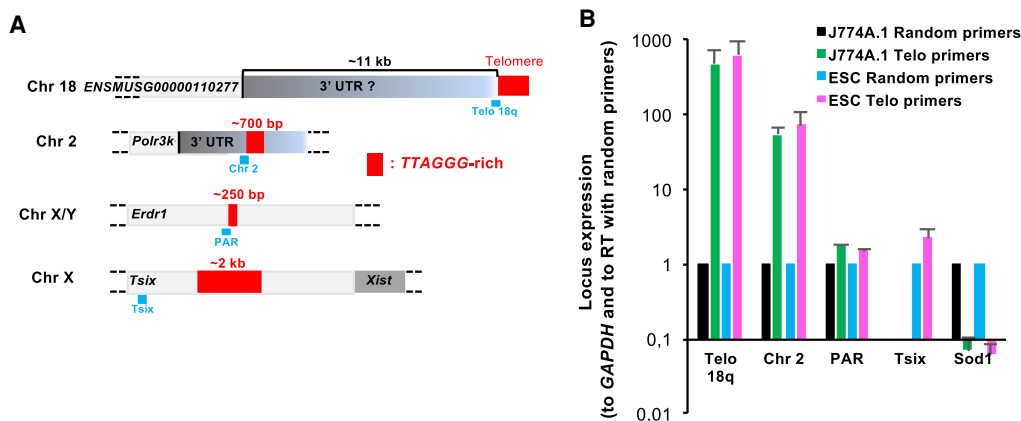 A
~11 kb
Telomere
Chr 18
ENSMUSG00000110277
3' UTR ?
Telo 18q
~700 bp
Chr 2
Polr3k
3' UTR
Chr 2
: TTAGGG-rich
~250 bp
Chr X/Y
Erdr1
PAR
~2 kb
Chr X
Tsix
Xist
Tsix
B
Locus expression
(to GAPDH and to RT with random primers)
1000
100
10
1
0,1
0.01
J774A.1 Random primers
J774A.1 Telo primers
ESC Random primers
ESC Telo primers
Telo
18q
Chr 2
PAR
Tsix
Sod1